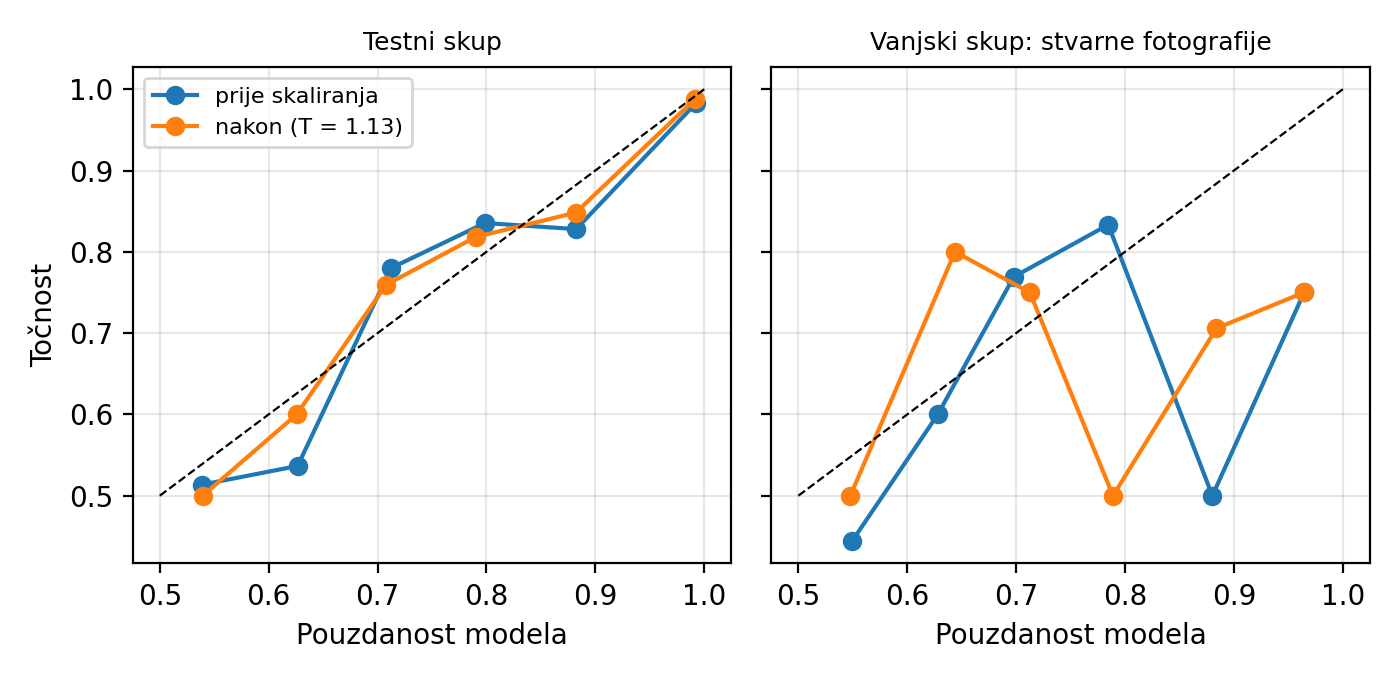 Testni skup
Vanjski skup: stvarne fotografije
prije skaliranja
nakon (T = 1.13)
Točnost
1.0
0.9
0.8
0.7
0.6
0.5
0.5 0.6 0.7 0.8 0.9 1.0
0.5 0.6 0.7 0.8 0.9 1.0
Pouzdanost modela
Pouzdanost modela